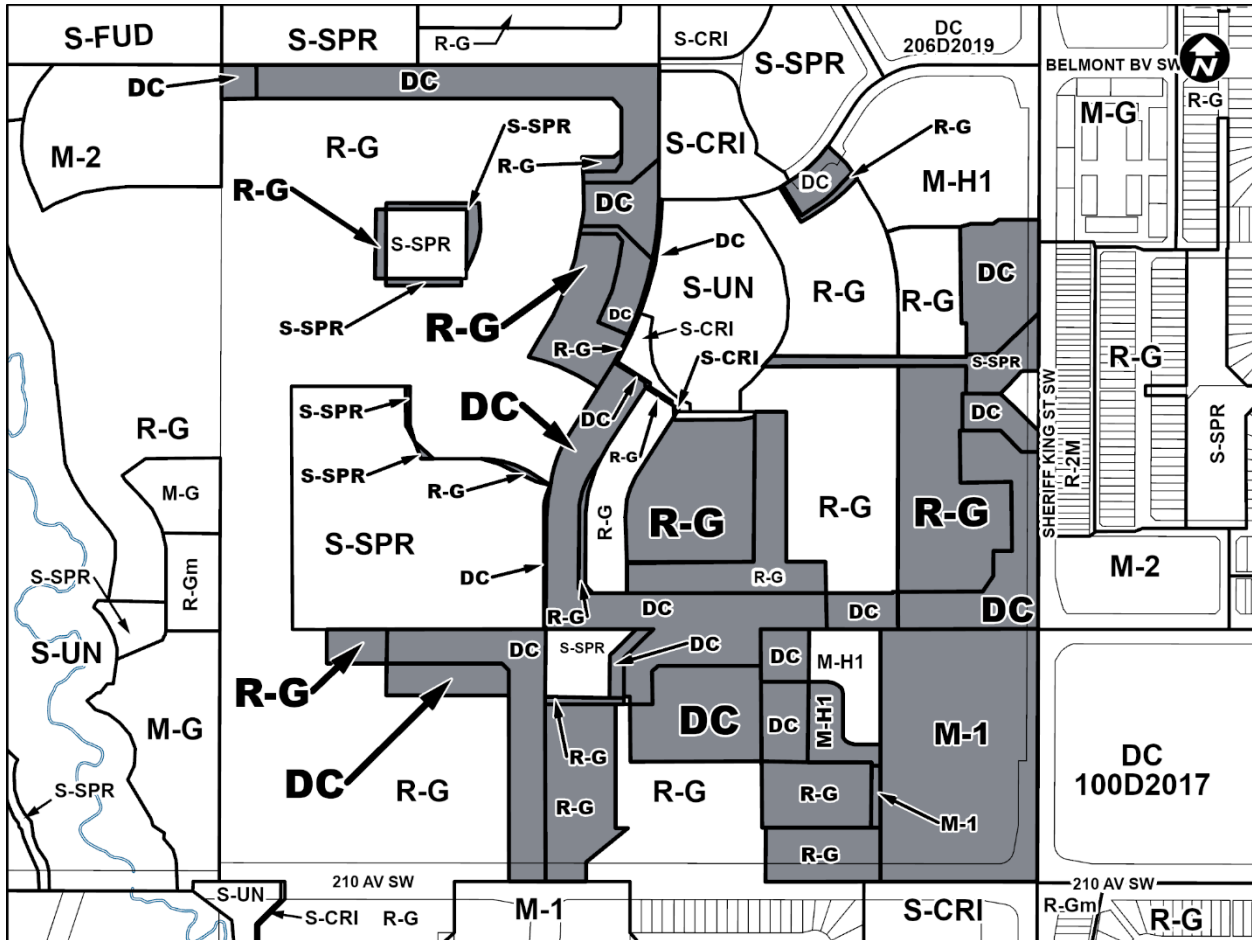 S-FUD
S-SPR
R-G
S-CRI
DC
206D2019
S-SPR
BELMONT BV SW
N
DC
DC
M-G
R-G
S-SPR
R-G
S-CRI
R-G
M-2
R-G
DC
M-H1
R-G
DC
S-SPR
DC
DC
S-UN
R-G
R-G
S-SPR
R-G
DC
S-CRI
R-G
S-CRI
S-SPR
R-G
DC
S-SPR
DC
DC
R-G
S-SPR
R-G
R-2M
SHERIFF KING ST SW
S-SPR
M-G
R-G
R-G
R-G
R-G
R-G
S-SPR
R-Gm
S-SPR
DC
R-G
M-2
R-G
DC
DC
DC
S-UN
S-SPR
DC
DC
DC
M-H1
R-G
M-G
DC
DC
M-H1
M-1
DC
100D2017
R-G
DC
R-G
R-G
R-G
R-G
M-1
S-SPR
R-G
210 AV SW
210 AV SW
S-UN
S-CRI
R-G
M-1
S-CRI
R-Gm
R-G